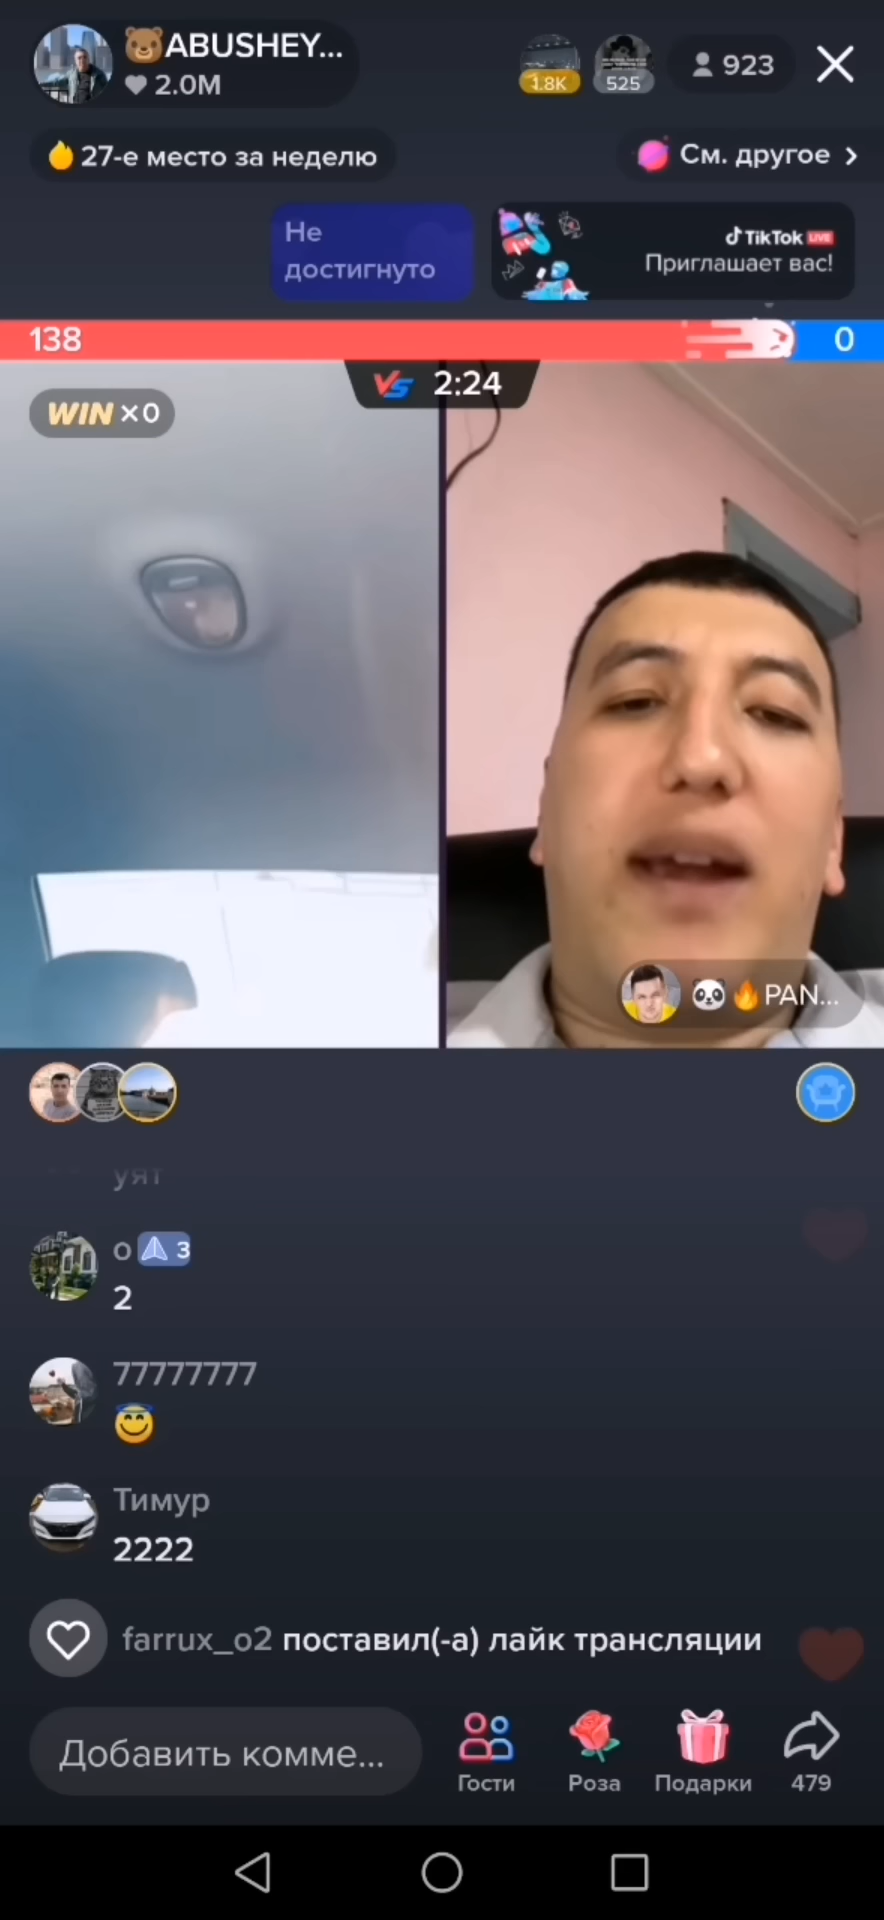 🐻ABUSHEY...
2.0M
1.8K
525
923
27-е место за неделю
См. другое
Не
достигнуто
TikTok LIVE
Приглашает вас!
138
0
VS 2:24
WIN ×0
🐼🔥PAN...
уят
o 3
2
77777777
😇
Тимур
2222
farrux_o2 поставил(-а) лайк трансляции
Добавить комме...
Гости
Роза
Подарки
479